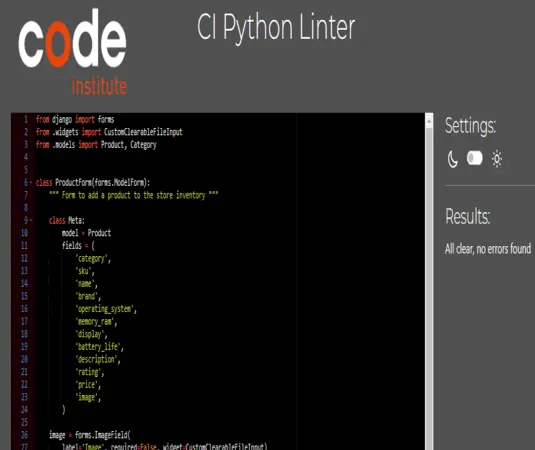 code
institute
CI Python Linter
1 from django import forms
2 from .widgets import CustomClearableFileInput
3 from .models import Product, Category
4
5
6 class ProductForm(forms.ModelForm):
7 """ Form to add a product to the store inventory """
8
9 class Meta:
10 model = Product
11 fields = (
12 'category',
13 'sku',
14 'name',
15 'brand',
16 'operating_system',
17 'memory_ram',
18 'display',
19 'battery_life',
20 'description',
21 'rating',
22 'price',
23 'image',
24 )
25
26 image = forms.ImageField(
27 label='Image', required=False, widget=CustomClearableFileInput)
Settings:
Results:
All clear, no errors found